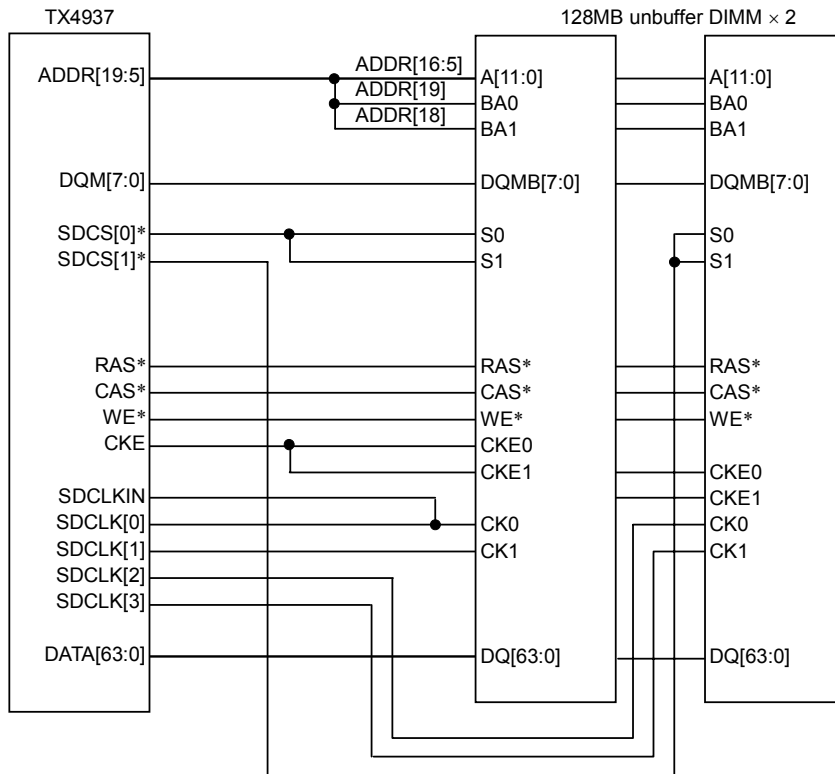 TX4937
128MB unbuffer DIMM × 2
ADDR[19:5]
ADDR[16:5]
A[11:0]
A[11:0]
ADDR[19]
BA0
BA0
ADDR[18]
BA1
BA1
DQM[7:0]
DQMB[7:0]
DQMB[7:0]
SDCS[0]*
S0
S0
SDCS[1]*
S1
S1
RAS*
RAS*
RAS*
CAS*
CAS*
CAS*
WE*
WE*
WE*
CKE
CKE0
CKE1
CKE0
SDCLKIN
CKE1
SDCLK[0]
CK0
CK0
SDCLK[1]
CK1
CK1
SDCLK[2]
SDCLK[3]
DATA[63:0]
DQ[63:0]
DQ[63:0]